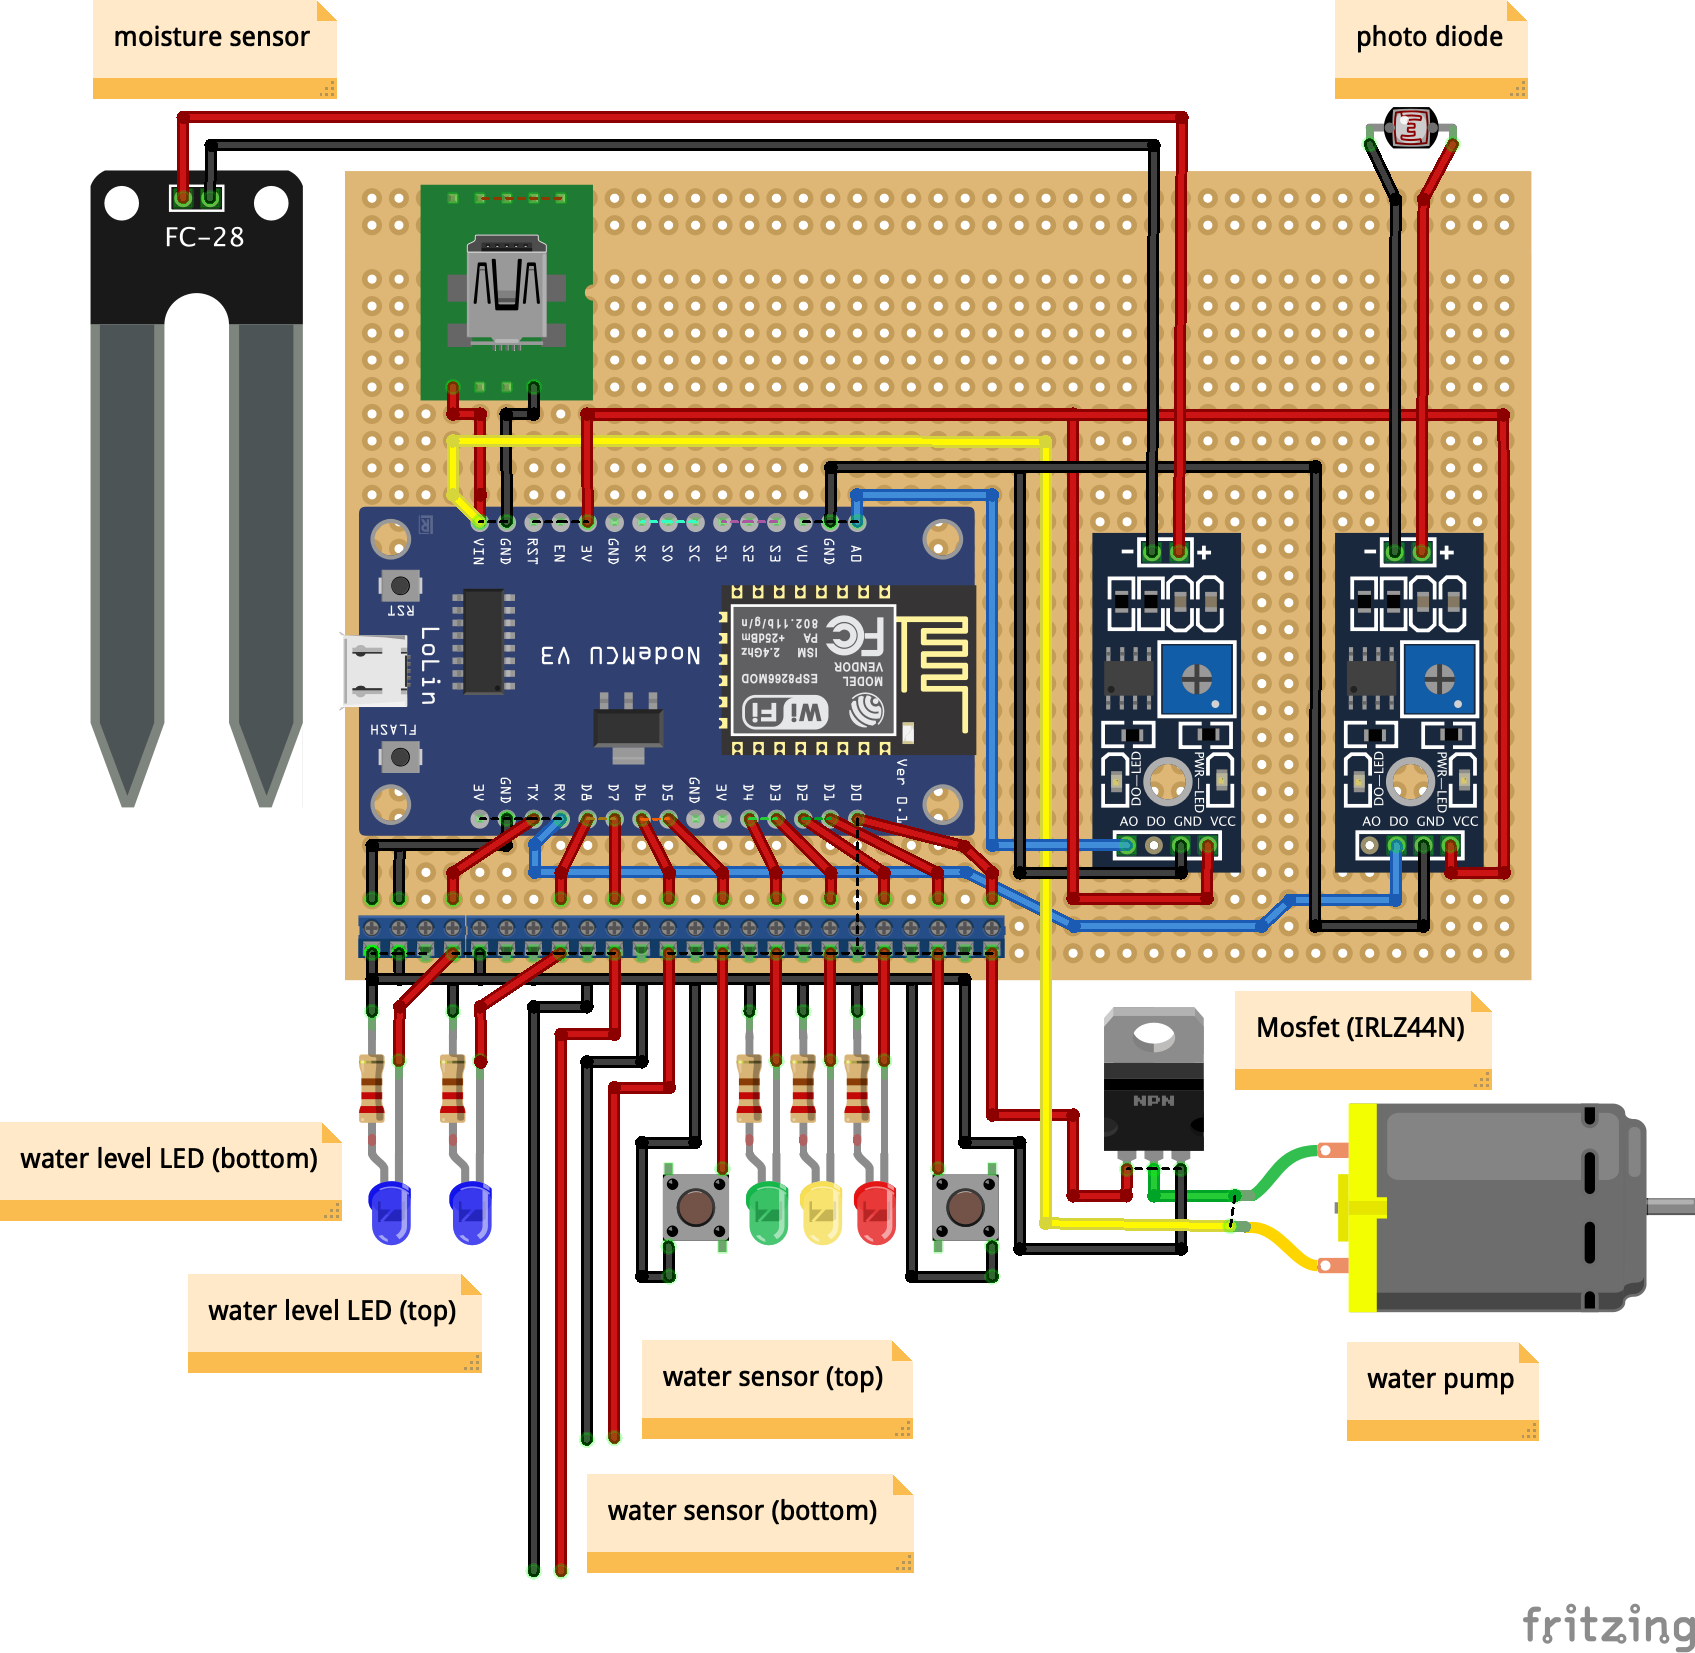 moisture sensor
photo diode
FC-28
VIN
GND
RST
EN
3V
GND
SK
SO
SC
S1
S2
S3
VU
GND
AO
RST
LoLin
FLASH
NodeMCU V3
802.11b/g/n
+25dBm
PA
2.4Ghz
ISM
ESP8266MOD
VENDOR
MODEL
FC
WiFi
Ver 0.1
3V
GND
TX
RX
D8
D7
D6
D5
GND
3V
D4
D3
D2
D1
D0
- +
DO-LED
PWR-LED
AO DO GND VCC
- +
DO-LED
PWR-LED
AO DO GND VCC
Mosfet (IRLZ44N)
NPN
water level LED (bottom)
water level LED (top)
water sensor (top)
water pump
water sensor (bottom)
fritzing